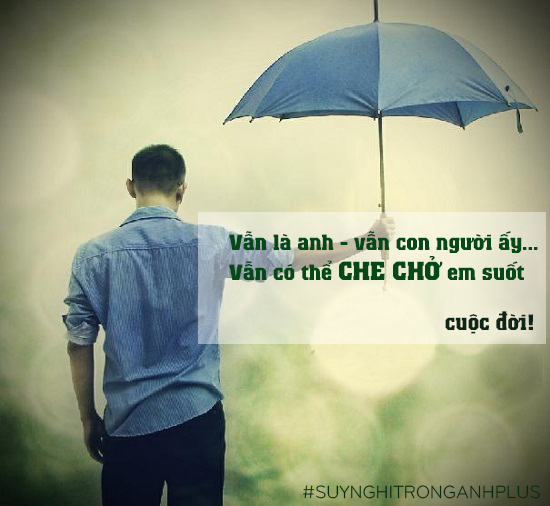 Vẫn là anh - vẫn con người ấy...
Vẫn có thể CHE CHỞ em suốt
cuộc đời!
#SUYNGHITRONGANHPLUS